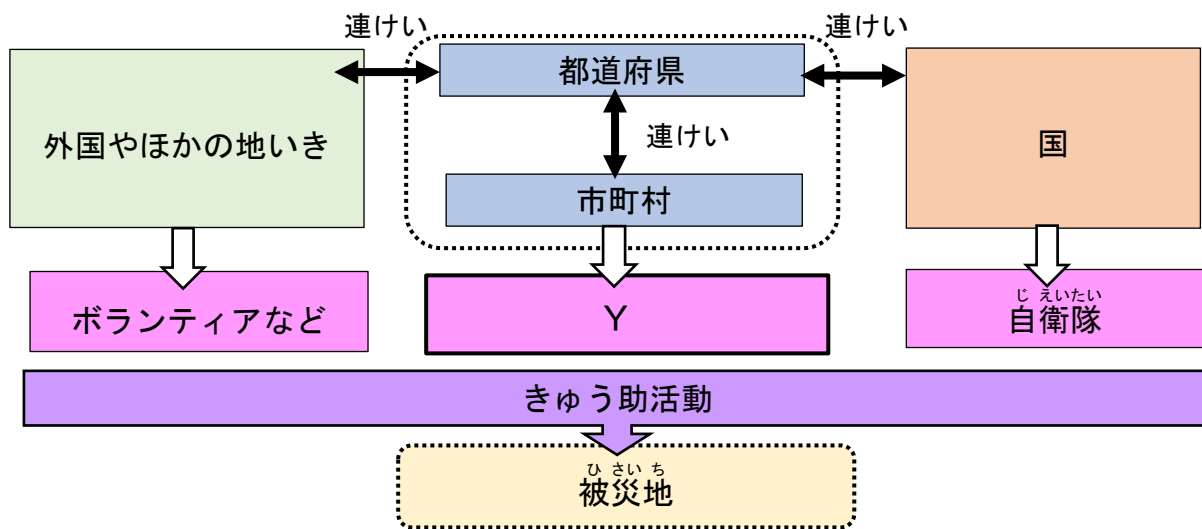 連けい
連けい
都道府県
外国やほかの地いき
連けい
国
市町村
ボランティアなど
Y
じえいたい
自衛隊
きゅう助活動
ひさいち
被災地